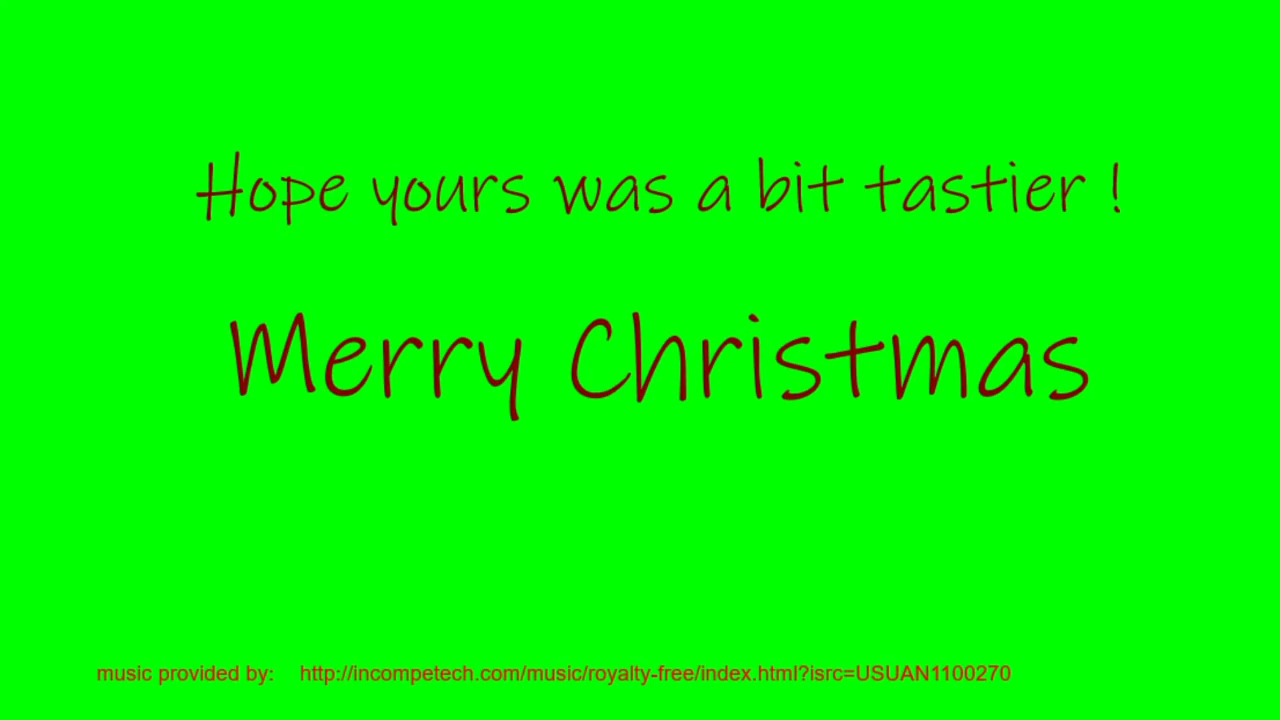 Hope yours was a bit tastier !
Merry Christmas
music provided by: http://incompetech.com/music/royalty-free/index.html?isrc=USUAN1100270